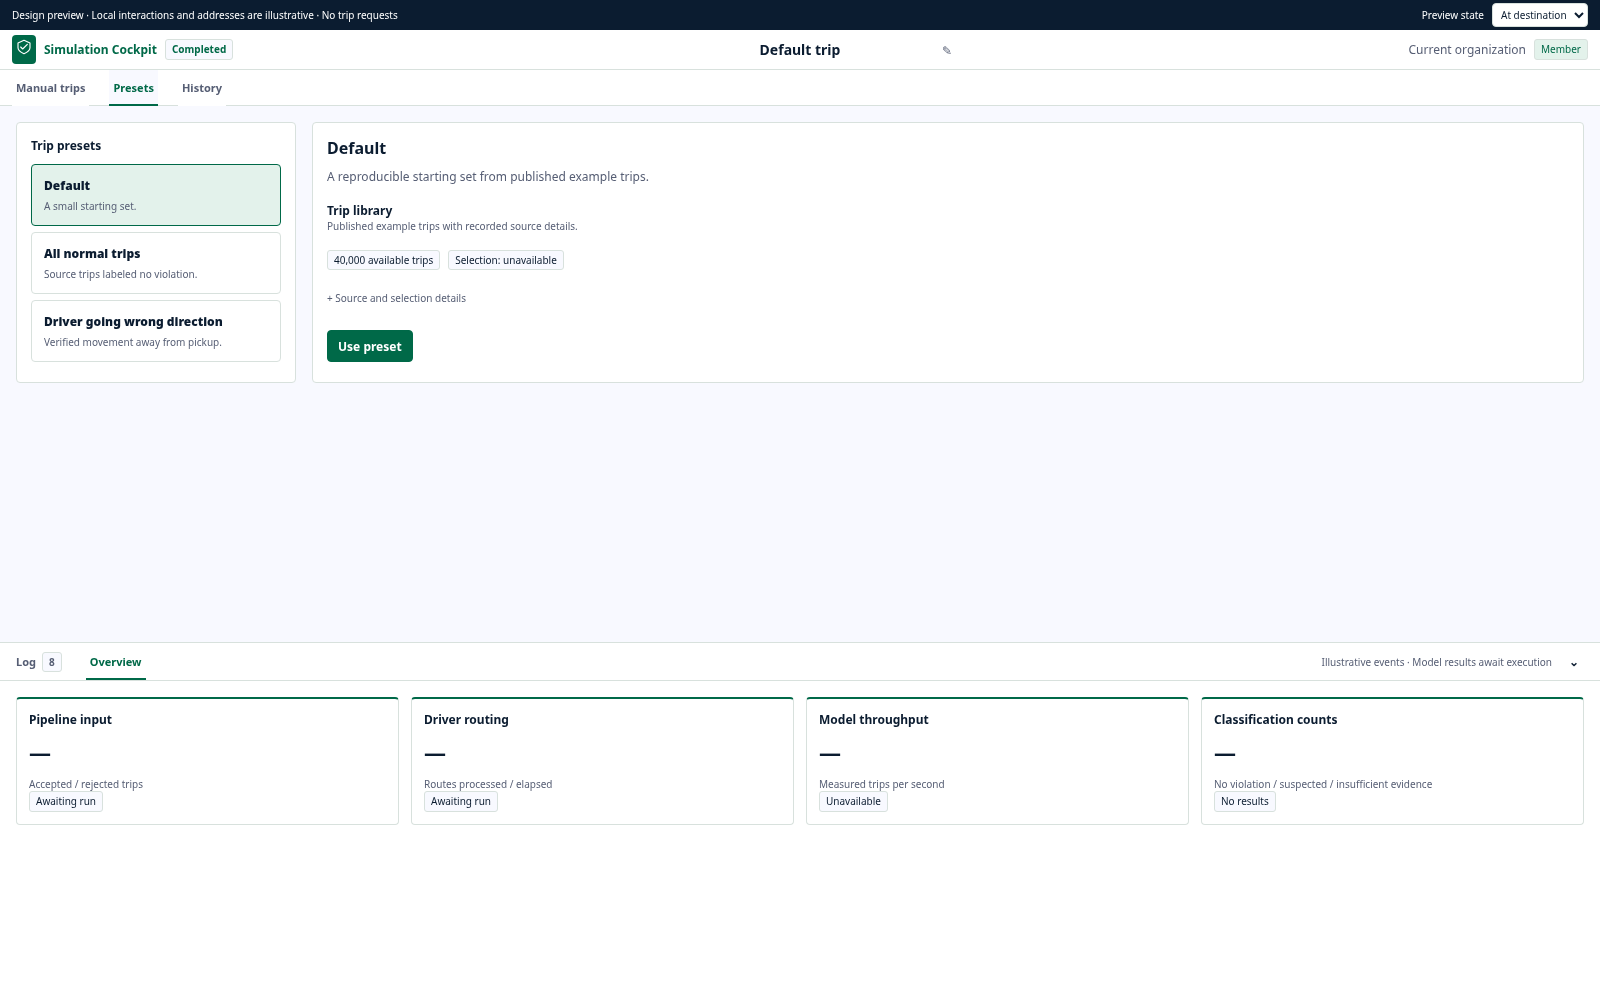 Design preview · Local interactions and addresses are illustrative · No trip requests
Preview state
At destination
Simulation Cockpit
Completed
Default trip
Current organization
Member
Manual trips
Presets
History
Trip presets
Default
A small starting set.
All normal trips
Source trips labeled no violation.
Driver going wrong direction
Verified movement away from pickup.
Default
A reproducible starting set from published example trips.
Trip library
Published example trips with recorded source details.
40,000 available trips
Selection: unavailable
+ Source and selection details
Use preset
Log 8
Overview
Illustrative events · Model results await execution
Pipeline input
—
Accepted / rejected trips
Awaiting run
Driver routing
—
Routes processed / elapsed
Awaiting run
Model throughput
—
Measured trips per second
Unavailable
Classification counts
—
No violation / suspected / insufficient evidence
No results